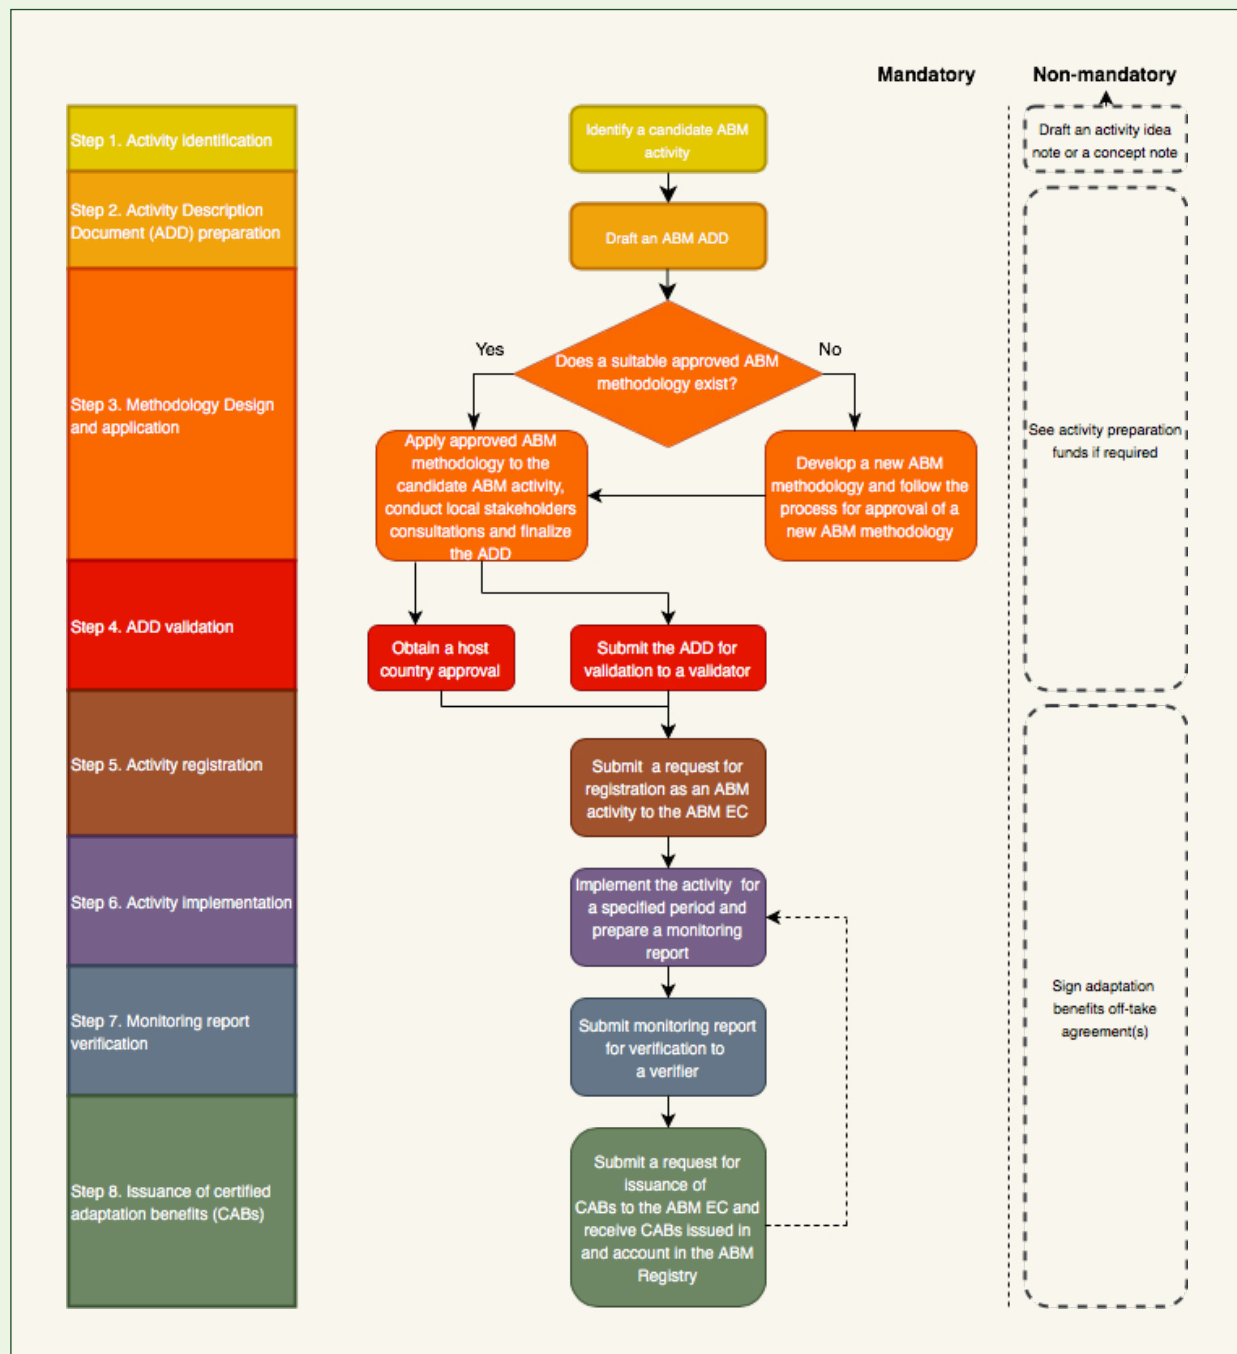 Mandatory
Non-mandatory
Step 1. Activity identification
Identify a candidate ABM
activity
Draft an activity idea
note or a concept note
Step 2. Activity Description
Document (ADD) preparation
Draft an ABM ADD
Step 3. Methodology Design
and application
Does a suitable approved ABM
methodology exist?
Yes
No
Apply approved ABM
methodology to the
candidate ABM activity,
conduct local stakeholders
consultations and finalize
the ADD
Develop a new ABM
methodology and follow the
process for approval of a
new ABM methodology
See activity preparation
funds if required
Step 4. ADD validation
Obtain a host
country approval
Submit the ADD for
validation to a validator
Step 5. Activity registration
Submit a request for
registration as an ABM
activity to the ABM EC
Step 6. Activity implementation
Implement the activity for
a specified period and
prepare a monitoring
report
Step 7. Monitoring report
verification
Submit monitoring report
for verification to
a verifier
Sign adaptation
benefits off-take
agreement(s)
Step 8. Issuance of certified
adaptation benefits (CABs)
Submit a request for
issuance of
CABs to the ABM EC and
receive CABs issued in
and account in the ABM
Registry